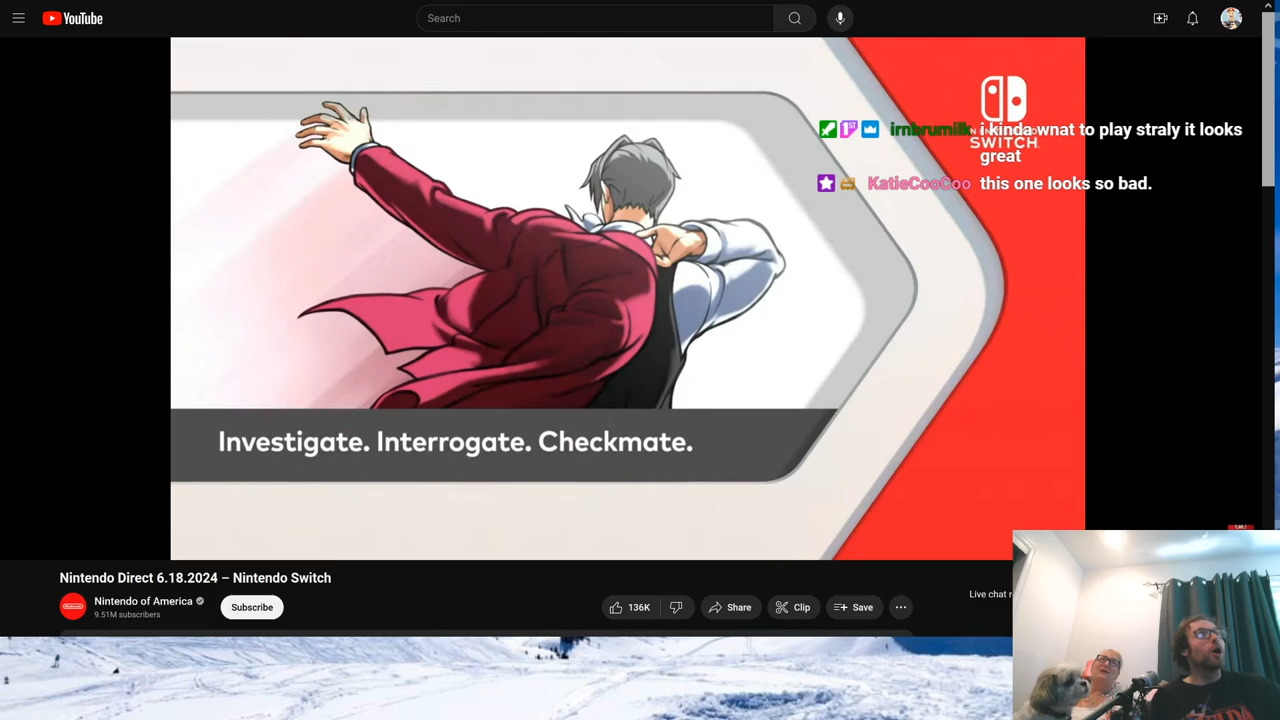 YouTube
Search
SWITCH
irnbrumilk i kinda wnat to play straly it looks
great
KatieCooCoo this one looks so bad.
Investigate. Interrogate. Checkmate.
Nintendo Direct 6.18.2024 – Nintendo Switch
Nintendo of America
9.51M subscribers
Subscribe
136K
Share
Clip
Save
Live chat